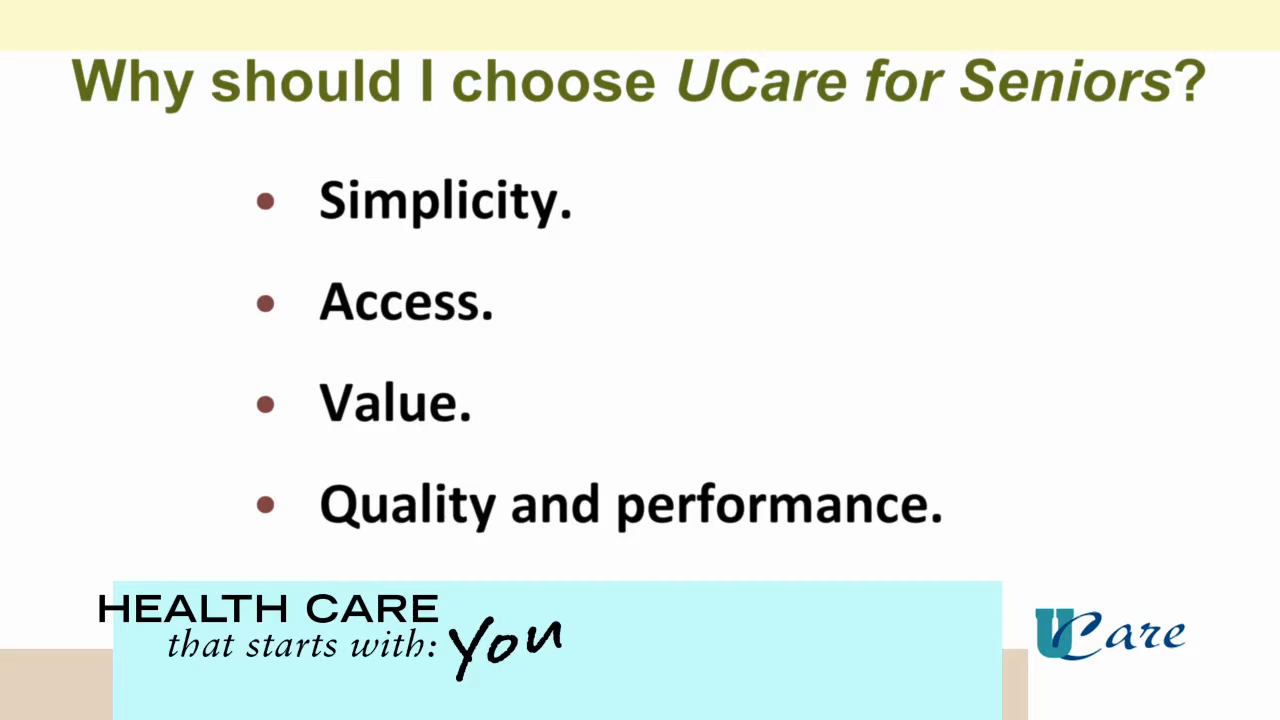 Why should I choose UCare for Seniors?
• Simplicity.
• Access.
• Value.
• Quality and performance.
HEALTH CARE
that starts with: you
UCare